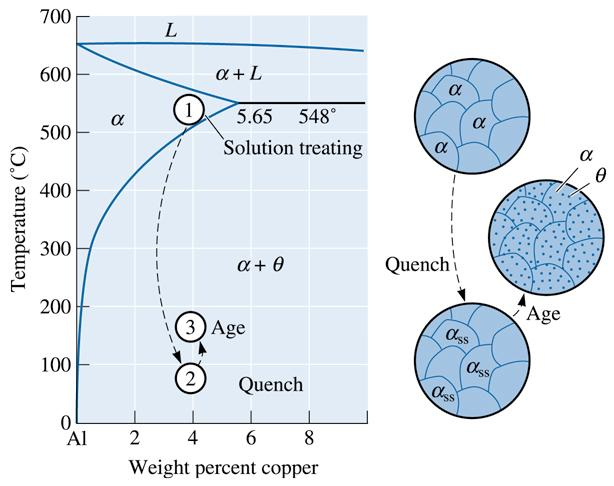 700
600
500
400
300
200
100
0
Temperature (°C)
L
α + L
α
1
5.65 548°
Solution treating
α + θ
3 Age
2
Quench
Al 2 4 6 8
Weight percent copper
α
α
α
α
θ
Quench
Age
αss
αss
αss